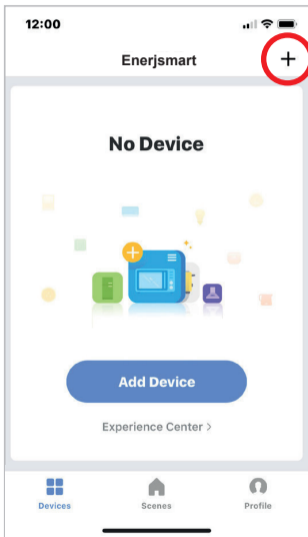 12:00
Enerjsmart
+
No Device
Add Device
Experience Center >
Devices Scenes Profile